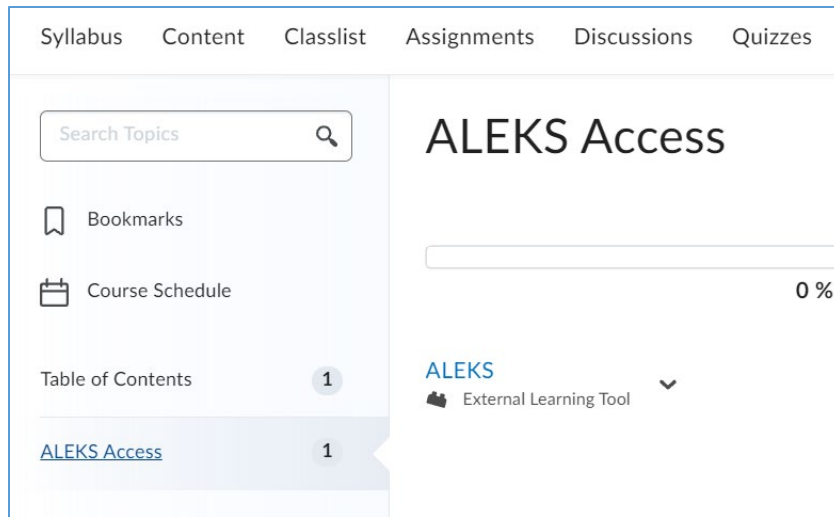 Syllabus Content Classlist Assignments Discussions Quizzes
Search Topics
Bookmarks
Course Schedule
Table of Contents 1
ALEKS Access 1
ALEKS Access
0 %
ALEKS
External Learning Tool